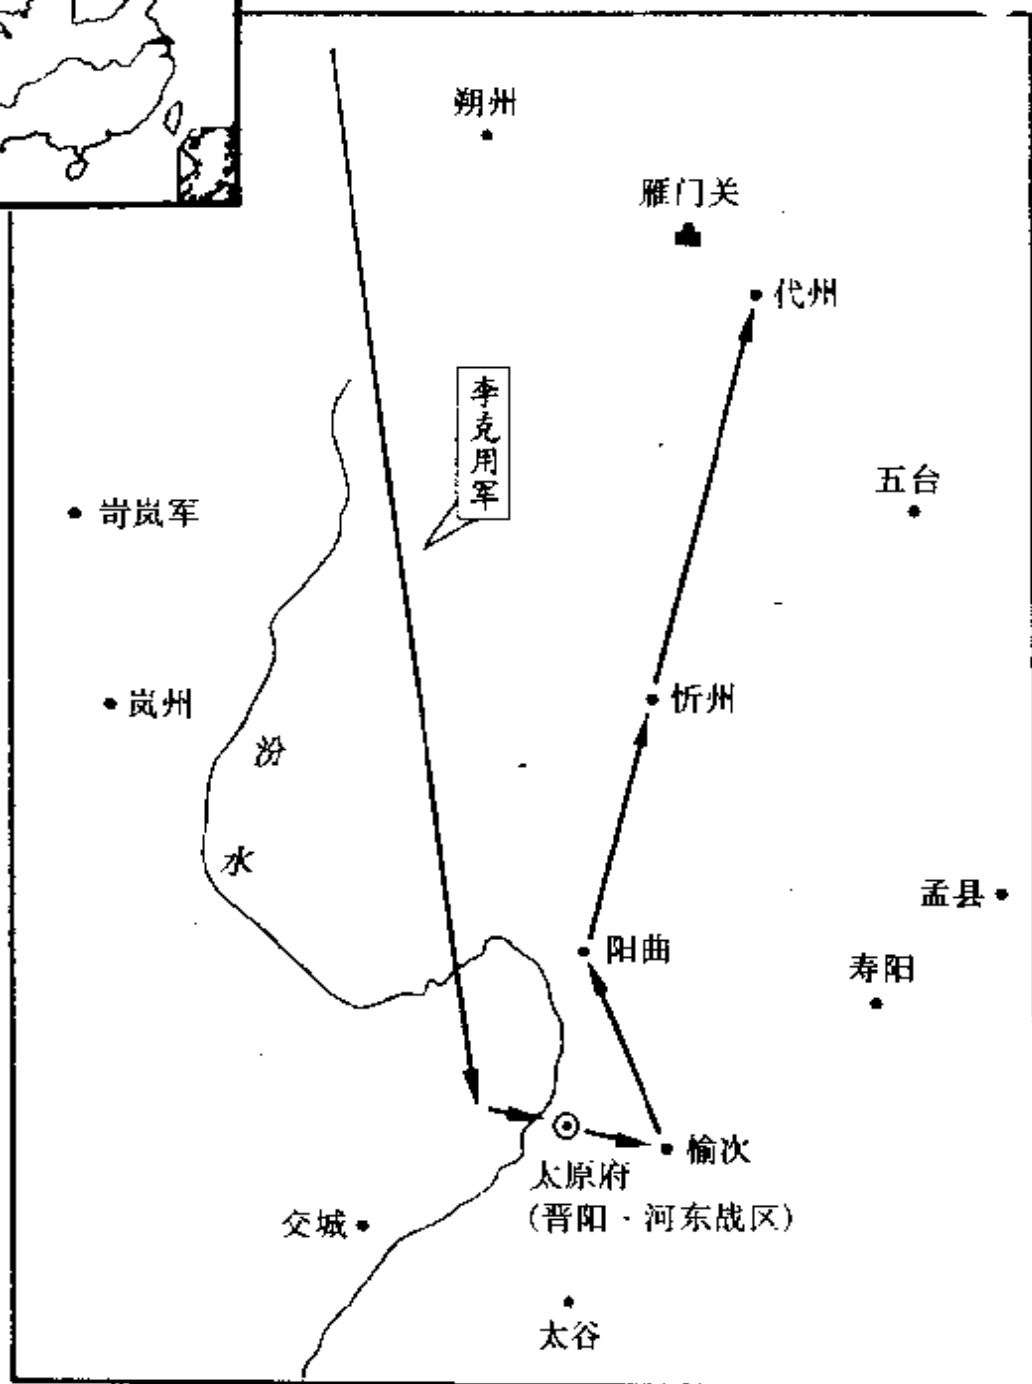 朔州
雁门关
代州
李克用军
五台
岢岚军
岚州
忻州
汾水
孟县
阳曲
寿阳
榆次
太原府
(晋阳·河东战区)
交城
太谷